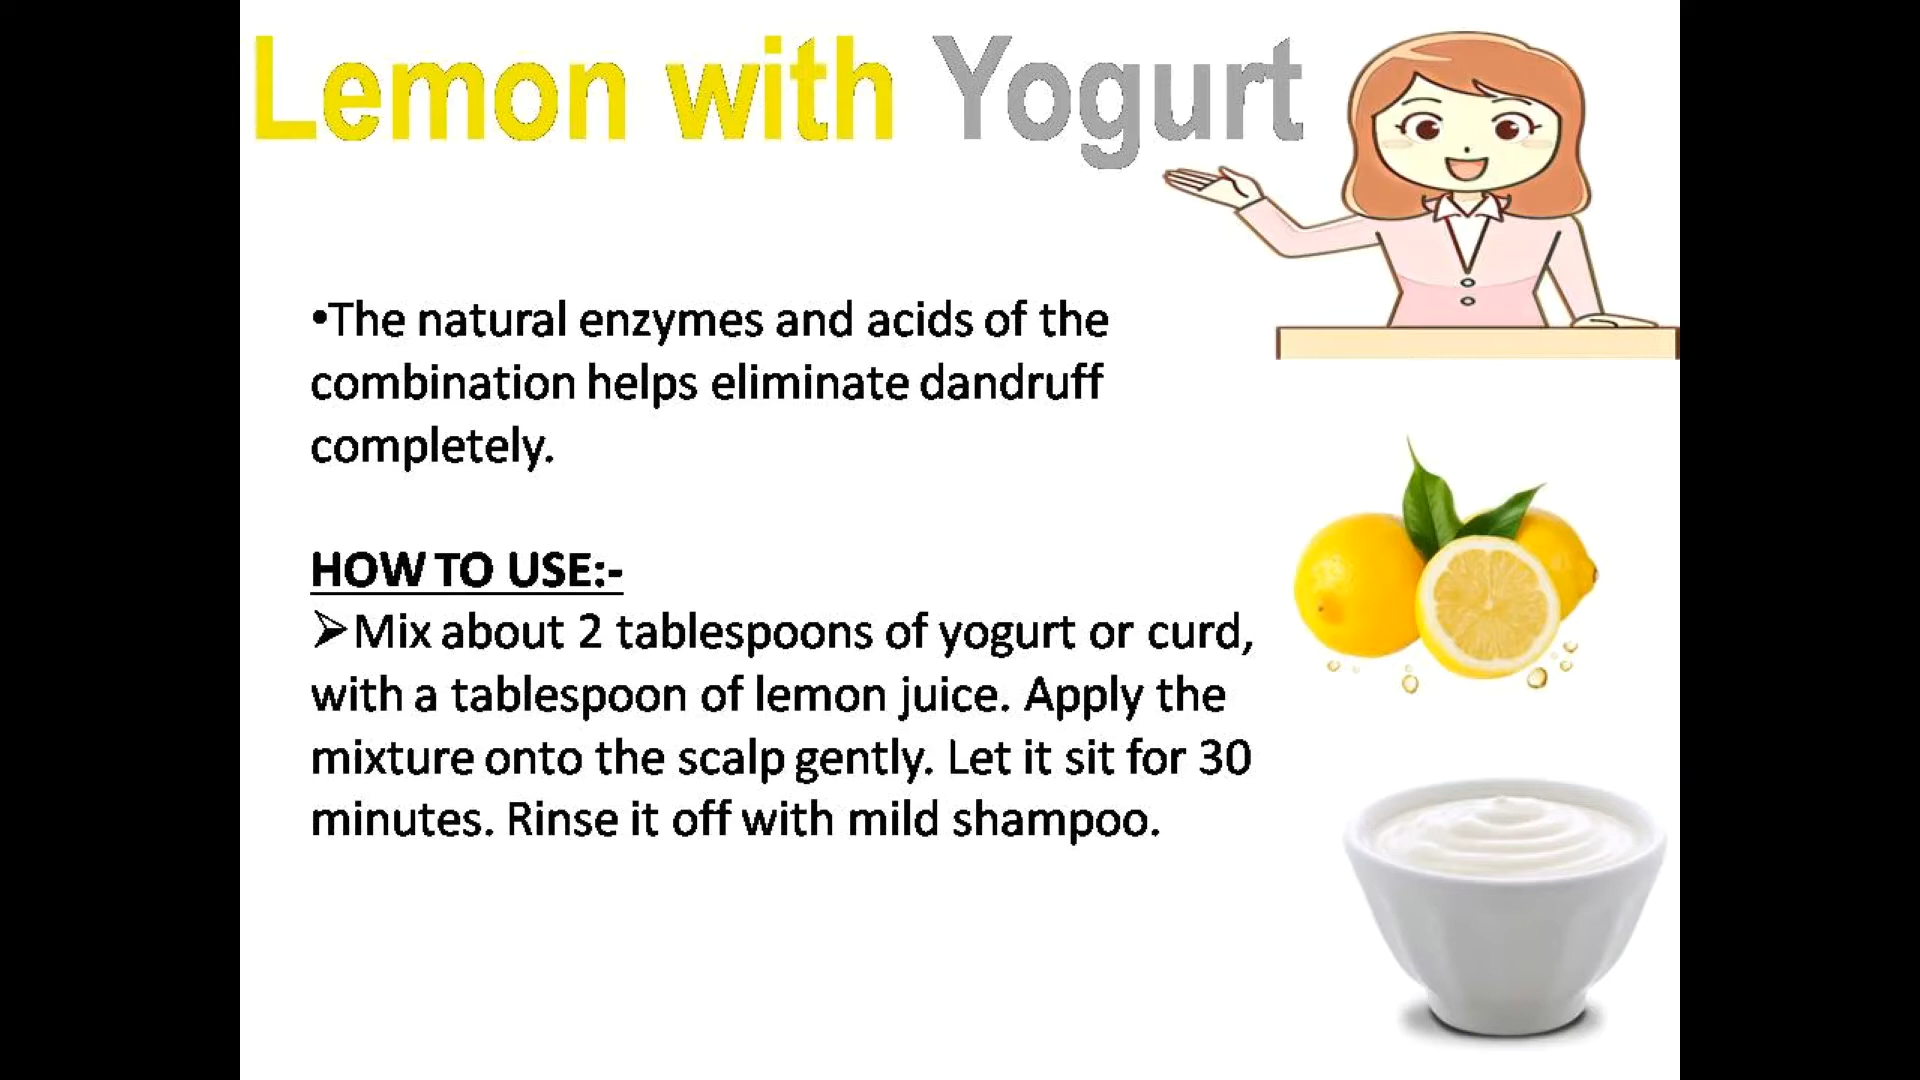 Lemon with Yogurt
•The natural enzymes and acids of the
combination helps eliminate dandruff
completely.
HOW TO USE:-
➢Mix about 2 tablespoons of yogurt or curd,
with a tablespoon of lemon juice. Apply the
mixture onto the scalp gently. Let it sit for 30
minutes. Rinse it off with mild shampoo.